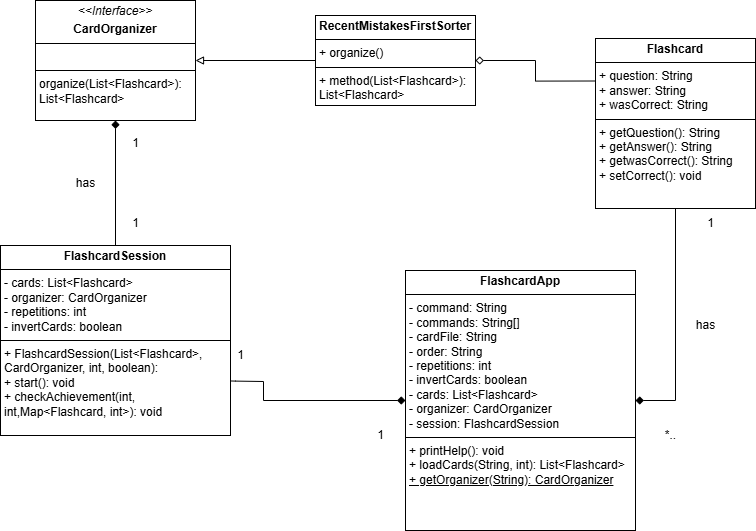 <<Interface>>
CardOrganizer
organize(List<Flashcard>):
List<Flashcard>
RecentMistakesFirstSorter
+ organize()
+ method(List<Flashcard>):
List<Flashcard>
Flashcard
+ question: String
+ answer: String
+ wasCorrect: String
+ getQuestion(): String
+ getAnswer(): String
+ getwasCorrect(): String
+ setCorrect(): void
1
has
1
1
has
*..
FlashcardSession
- cards: List<Flashcard>
- organizer: CardOrganizer
- repetitions: int
- invertCards: boolean
+ FlashcardSession(List<Flashcard>,
CardOrganizer, int, boolean):
+ start(): void
+ checkAchievement(int,
int,Map<Flashcard, int>): void
1
1
FlashcardApp
- command: String
- commands: String[]
- cardFile: String
- order: String
- repetitions: int
- invertCards: boolean
- cards: List<Flashcard>
- organizer: CardOrganizer
- session: FlashcardSession
+ printHelp(): void
+ loadCards(String, int): List<Flashcard>
+ getOrganizer(String): CardOrganizer